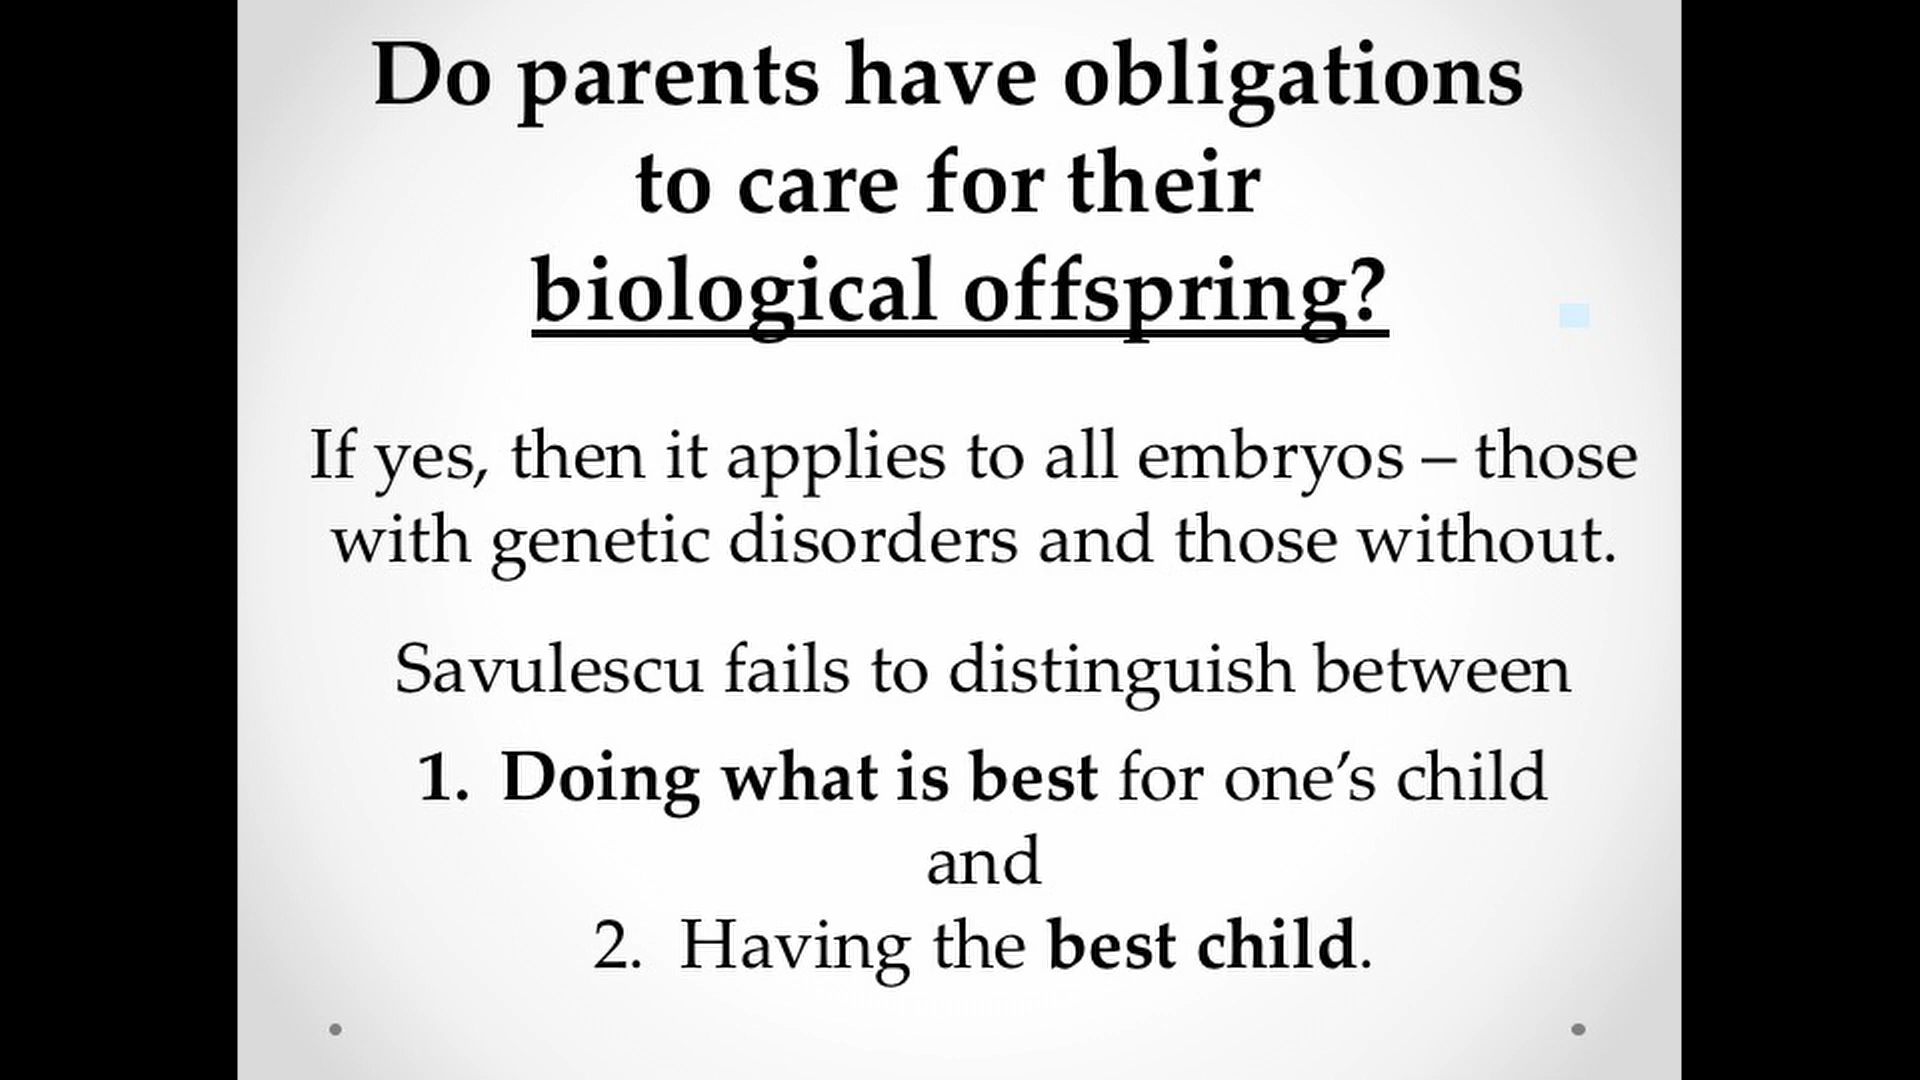 Do parents have obligations
to care for their
biological offspring?
If yes, then it applies to all embryos – those
with genetic disorders and those without.
Savulescu fails to distinguish between
1. Doing what is best for one’s child
and
2. Having the best child.